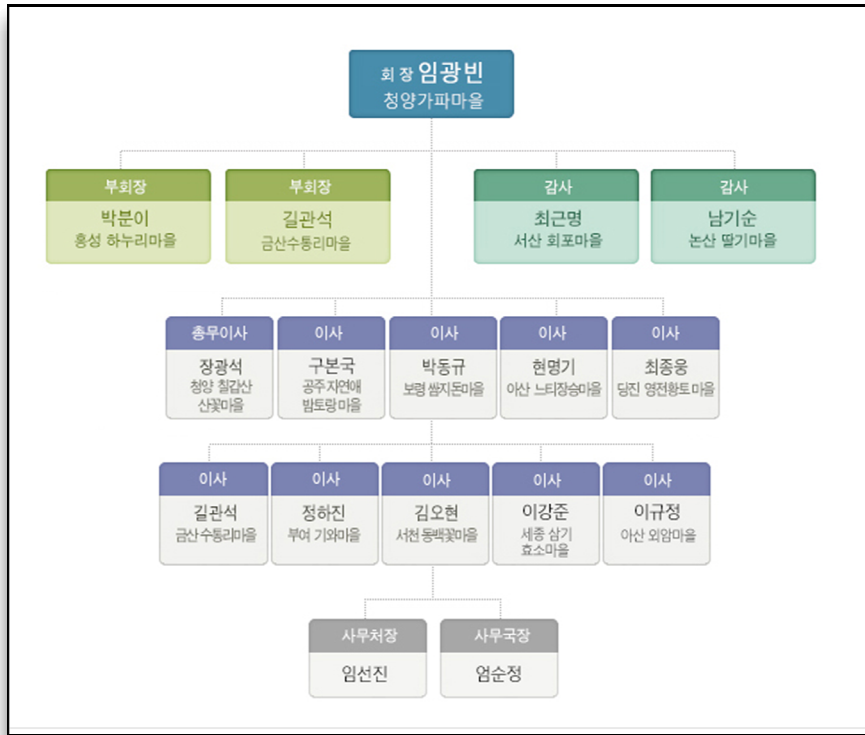 회 장 임광빈
청양가파마을
부회장
박분이
홍성 하누리마을
부회장
길관석
금산수통리마을
감사
최근명
서산 회포마을
감사
남기순
논산 딸기마을
총무이사
장광석
청양 칠갑산
산꽃마을
이사
구본국
공주 자연애
밤토랑 마을
이사
박동규
보령 쌈지돈마을
이사
현명기
아산 느티장승마을
이사
최종웅
당진 영전황토 마을
이사
길관석
금산 수통리마을
이사
정하진
부여 기와마을
이사
김오현
서천 동백꽃마을
이사
이강준
세종 삼기
효소마을
이사
이규정
아산 외암마을
사무처장
임선진
사무국장
엄순정